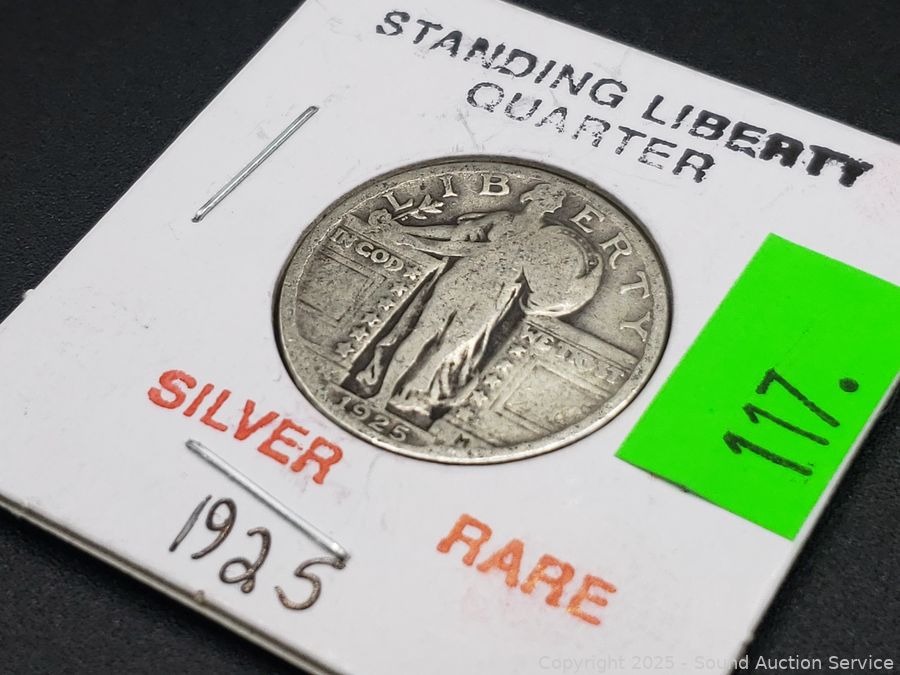 STANDING LIBERTY
QUARTER
LIBERTY
IN GOD
WE TRUST
1925
M
117.
SILVER
1925
RARE
Copyright 2025 - Sound Auction Service